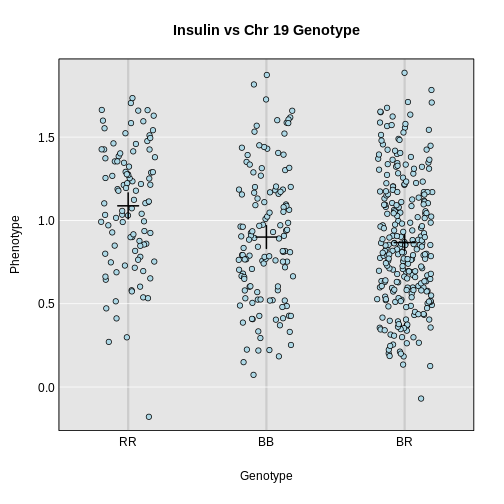 Insulin vs Chr 19 Genotype
Phenotype
1.5
1.0
0.5
0.0
RR BB BR
Genotype